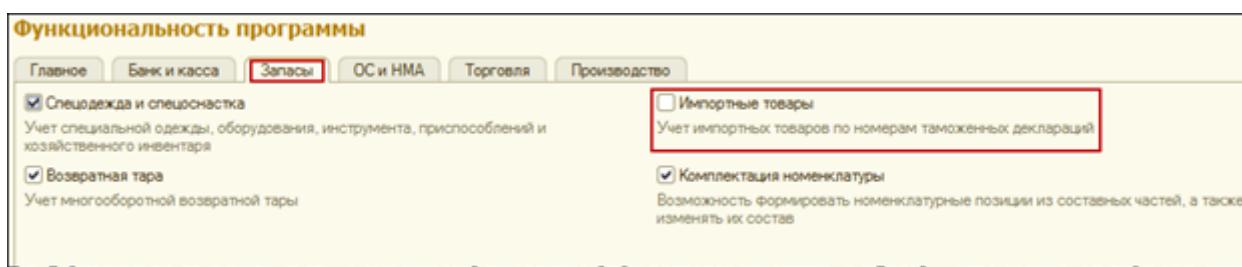 Функциональность программы
Главное Банк и касса Запасы ОС и НМА Торговля Производство
Спецодежда и спецоснастка
Учет специальной одежды, оборудования, инструмента, приспособлений и
хозяйственного инвентаря
Импортные товары
Учет импортных товаров по номерам таможенных деклараций
Возвратная тара
Учет многооборотной возвратной тары
Комплектация номенклатуры
Возможность формировать номенклатурные позиции из составных частей, а также
изменять их состав